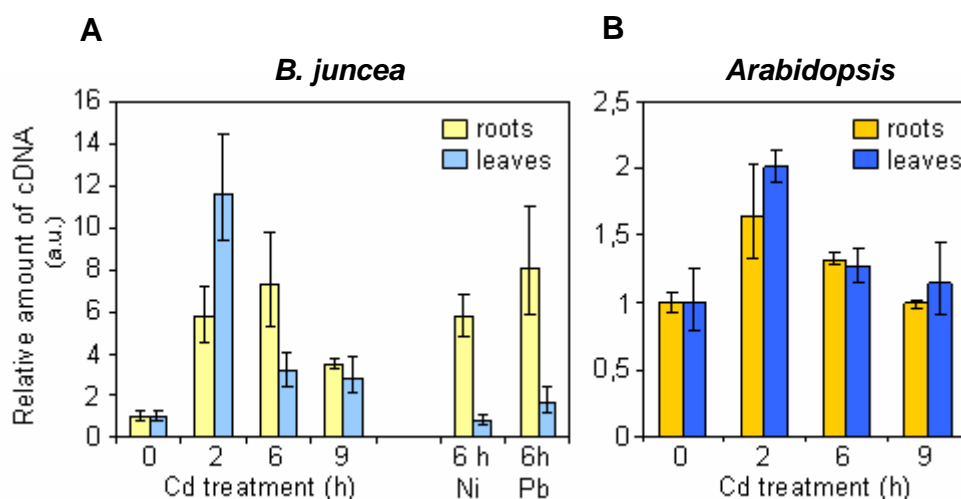 A
B. juncea
Relative amount of cDNA
(a.u.)
16
14
12
10
8
6
4
2
0
roots
leaves
0 2 6 9 6 h 6h
Cd treatment (h) Ni Pb
B
Arabidopsis
2,5
2
1,5
1
0,5
0
roots
leaves
0 2 6 9
Cd treatment (h)